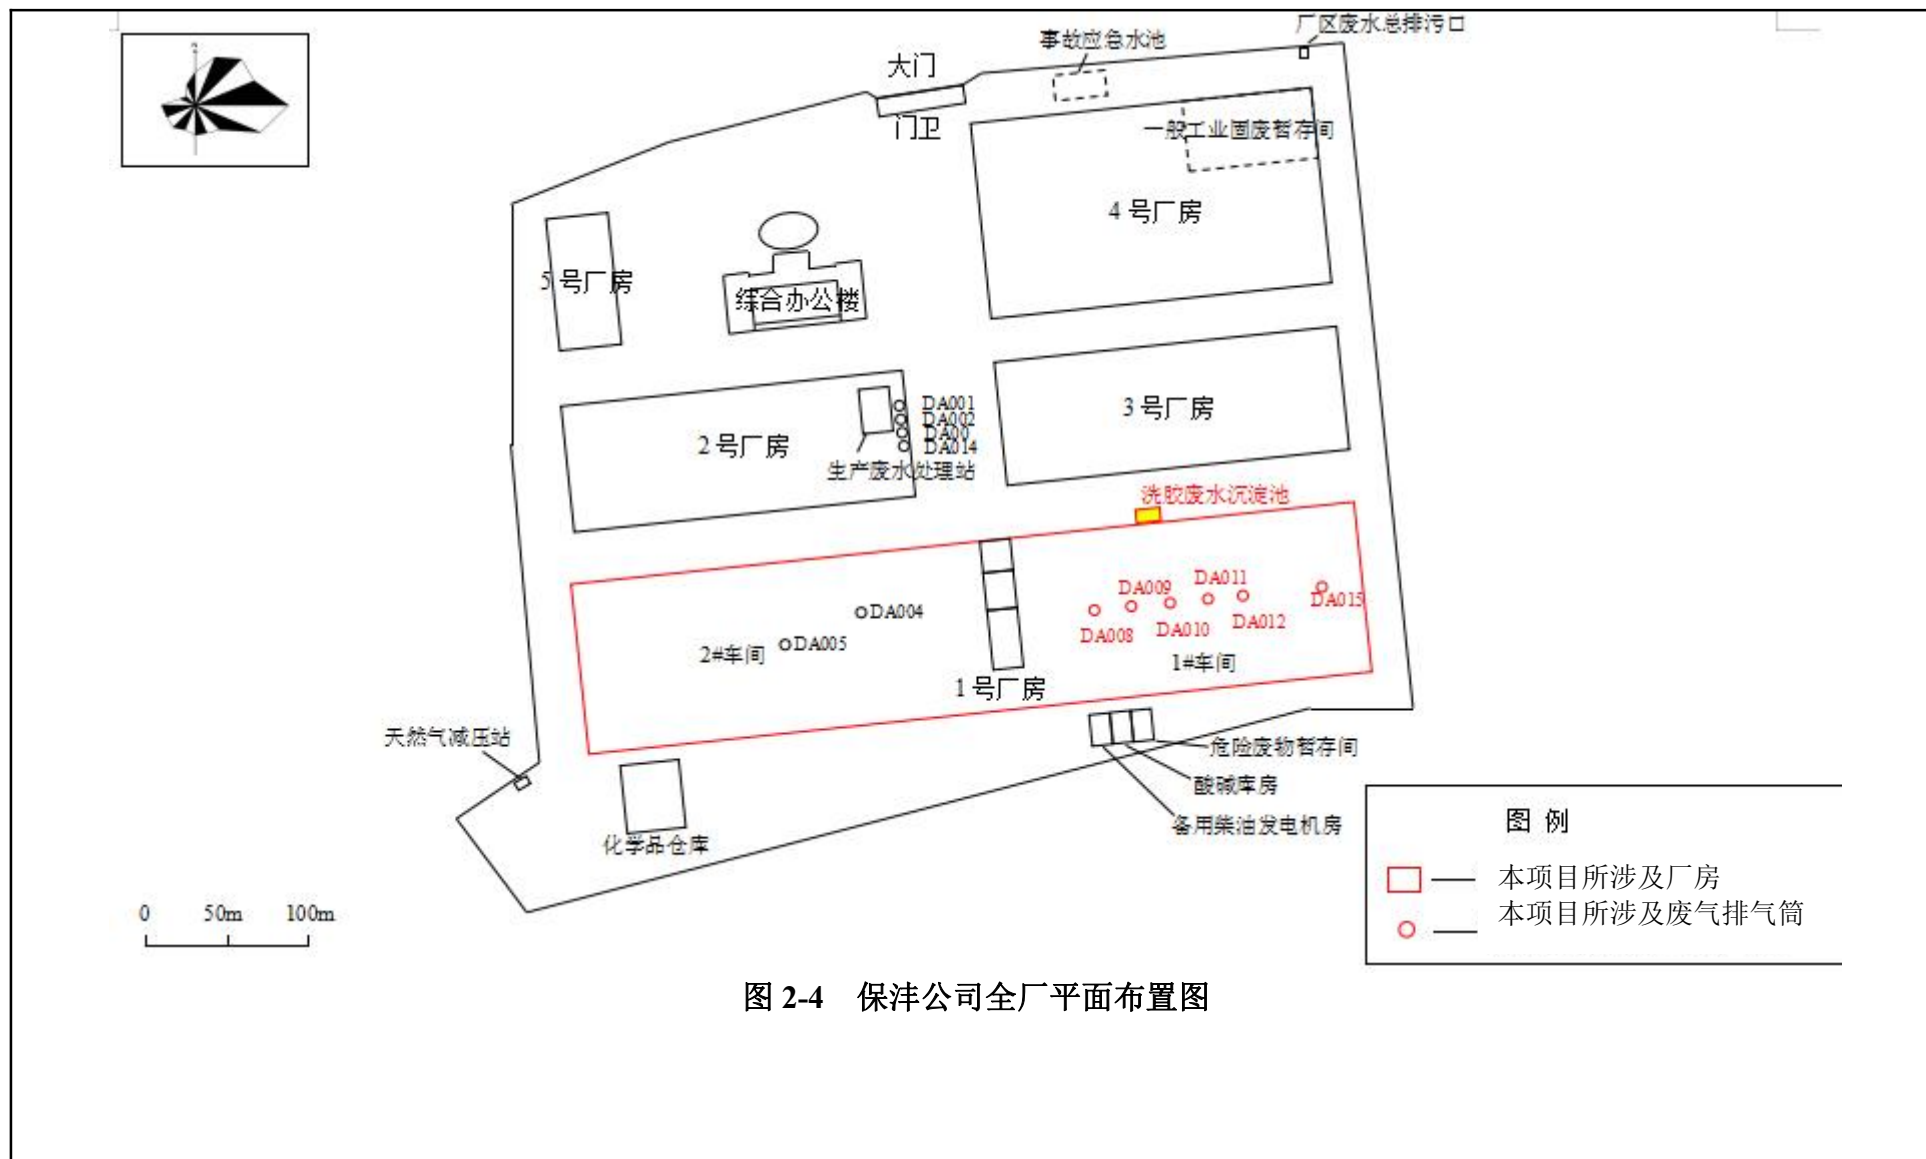 厂区废水总排污口
事故应急水池
大门
门卫
一般工业固废暂存间
4 号厂房
5 号厂房
综合办公楼
DA001
DA002
DA00
DA014
2 号厂房
3 号厂房
生产废水处理站
洗胶废水沉淀池
DA009
DA011
DA015
DA004
DA008
DA010
DA012
DA005
2#车间
1#车间
1 号厂房
天然气减压站
危险废物暂存间
酸碱库房
备用柴油发电机房
化学品仓库
图 例
本项目所涉及厂房
本项目所涉及废气排气筒
0 50m 100m
图 2-4 保沣公司全厂平面布置图